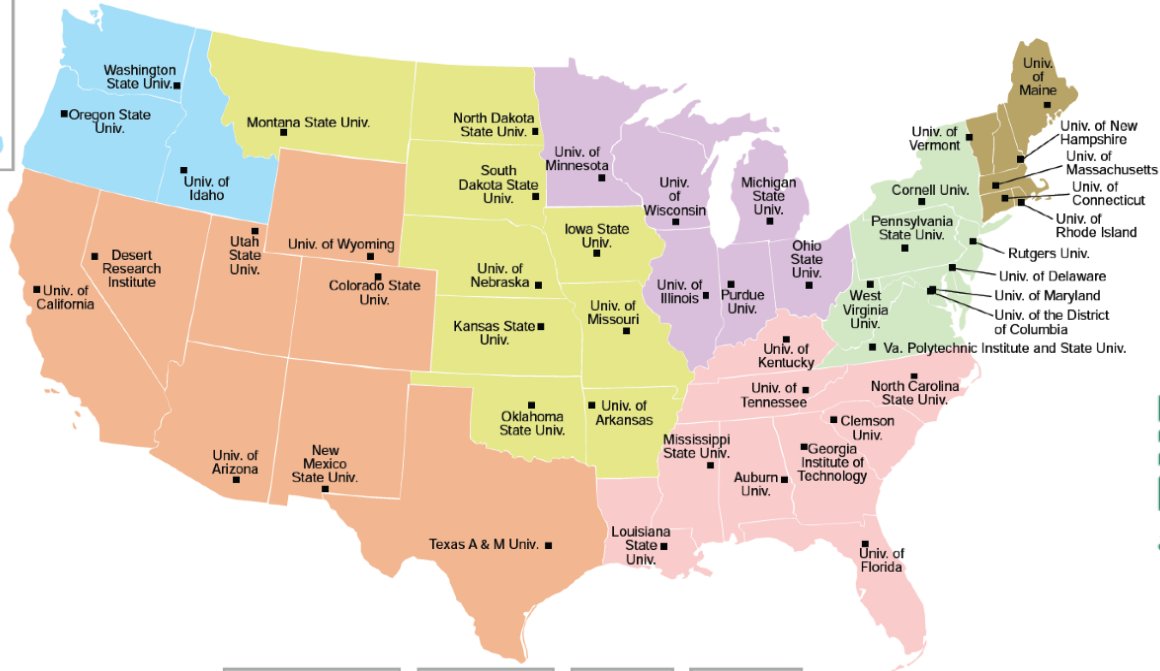 Washington
State Univ.
Oregon State
Univ.
Univ. of
Idaho
Montana State Univ.
North Dakota
State Univ.
South
Dakota State
Univ.
Univ. of
Minnesota
Univ.
of
Wisconsin
Michigan
State
Univ.
Univ. of
Vermont
Univ.
of
Maine
Univ. of New
Hampshire
Univ. of
Massachusetts
Univ. of
Connecticut
Univ. of
Rhode Island
Cornell Univ.
Pennsylvania
State Univ.
Rutgers Univ.
Univ. of Delaware
Univ. of Maryland
Univ. of the District
of Columbia
West
Virginia
Univ.
Va. Polytechnic Institute and State Univ.
Desert
Research
Institute
Univ. of
California
Utah
State
Univ.
Univ. of Wyoming
Colorado State
Univ.
Univ. of
Nebraska
Iowa State
Univ.
Univ. of
Illinois
Purdue
Univ.
Ohio
State
Univ.
Kansas State
Univ.
Univ. of
Missouri
Univ. of
Kentucky
Univ. of
Tennessee
North Carolina
State Univ.
Clemson
Univ.
Georgia
Institute of
Technology
Oklahoma
State Univ.
Univ. of
Arkansas
Mississippi
State Univ.
Auburn
Univ.
Univ. of
Arizona
New
Mexico
State Univ.
Texas A & M Univ.
Louisiana
State
Univ.
Univ. of
Florida